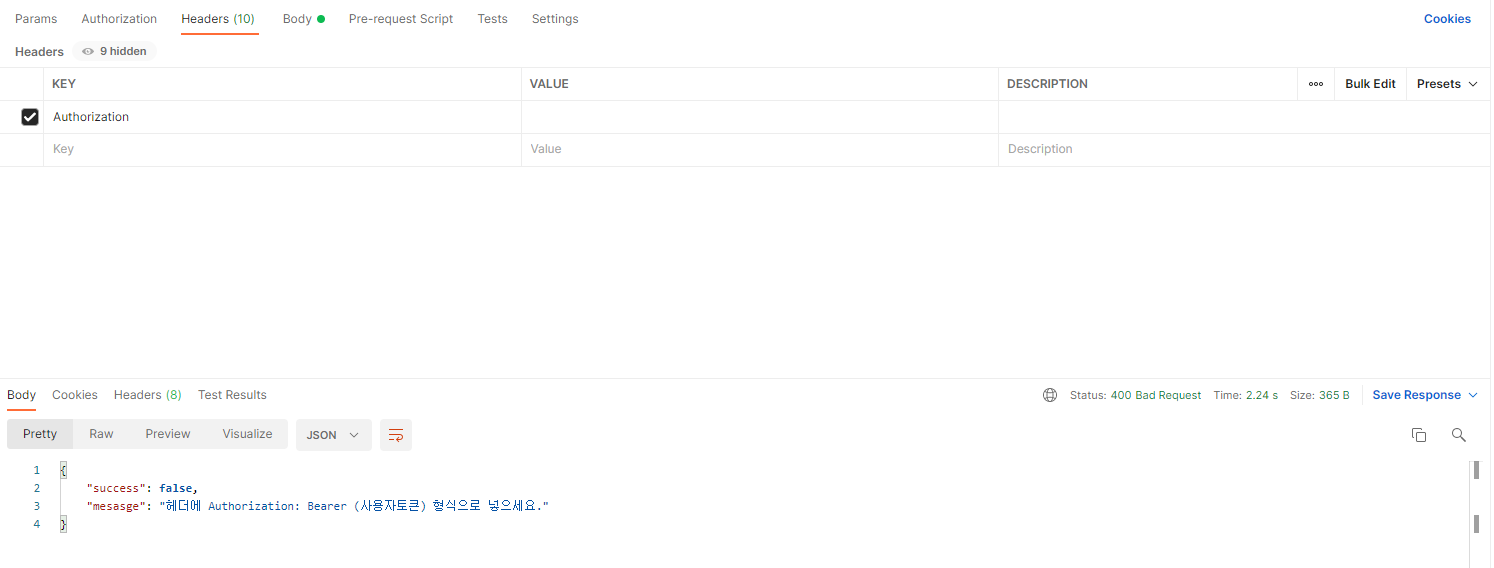 Params Authorization Headers (10) Body Pre-request Script Tests Settings Cookies
Headers 9 hidden
KEY VALUE DESCRIPTION ooo Bulk Edit Presets
Authorization
Key Value Description
Body Cookies Headers (8) Test Results Status: 400 Bad Request Time: 2.24 s Size: 365 B Save Response
Pretty Raw Preview Visualize JSON
1 {
2 "success": false,
3 "mesasge": "헤더에 Authorization: Bearer (사용자토큰) 형식으로 넣으세요."
4 }